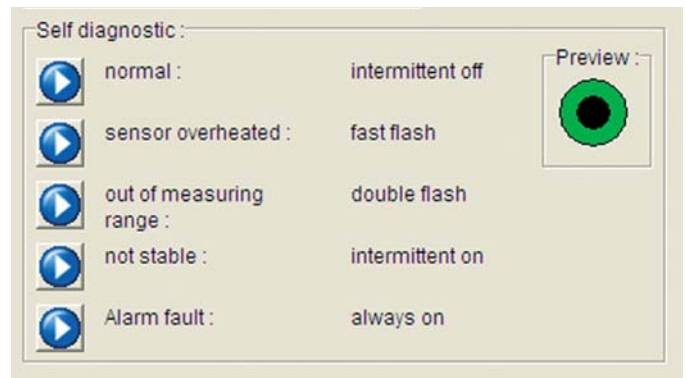 Self diagnostic :
Preview :
normal : intermittent off
sensor overheated : fast flash
out of measuring double flash
range :
not stable : intermittent on
Alarm fault : always on